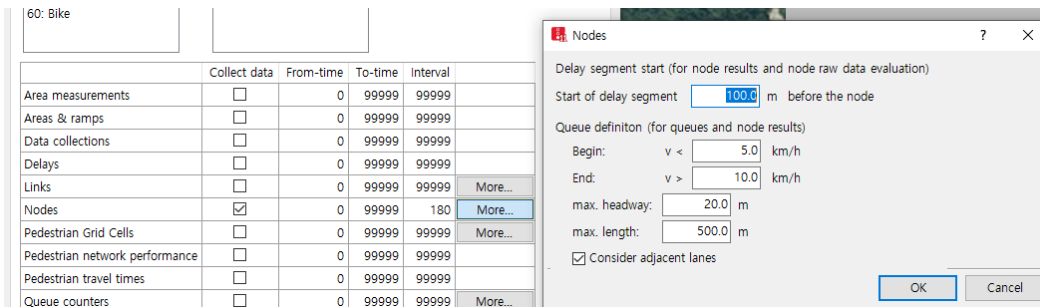 60: Bike
Collect data From-time To-time Interval
Area measurements 0 99999 99999
Areas & ramps 0 99999 99999
Data collections 0 99999 99999
Delays 0 99999 99999
Links 0 99999 99999 More...
Nodes 0 99999 180 More...
Pedestrian Grid Cells 0 99999 99999 More...
Pedestrian network performance 0 99999 99999
Pedestrian travel times 0 99999 99999
Queue counters 0 99999 99999 More...
Nodes ? ×
Delay segment start (for node results and node raw data evaluation)
Start of delay segment 100.0 m before the node
Queue definiton (for queues and node results)
Begin: v < 5.0 km/h
End: v > 10.0 km/h
max. headway: 20.0 m
max. length: 500.0 m
Consider adjacent lanes
OK Cancel